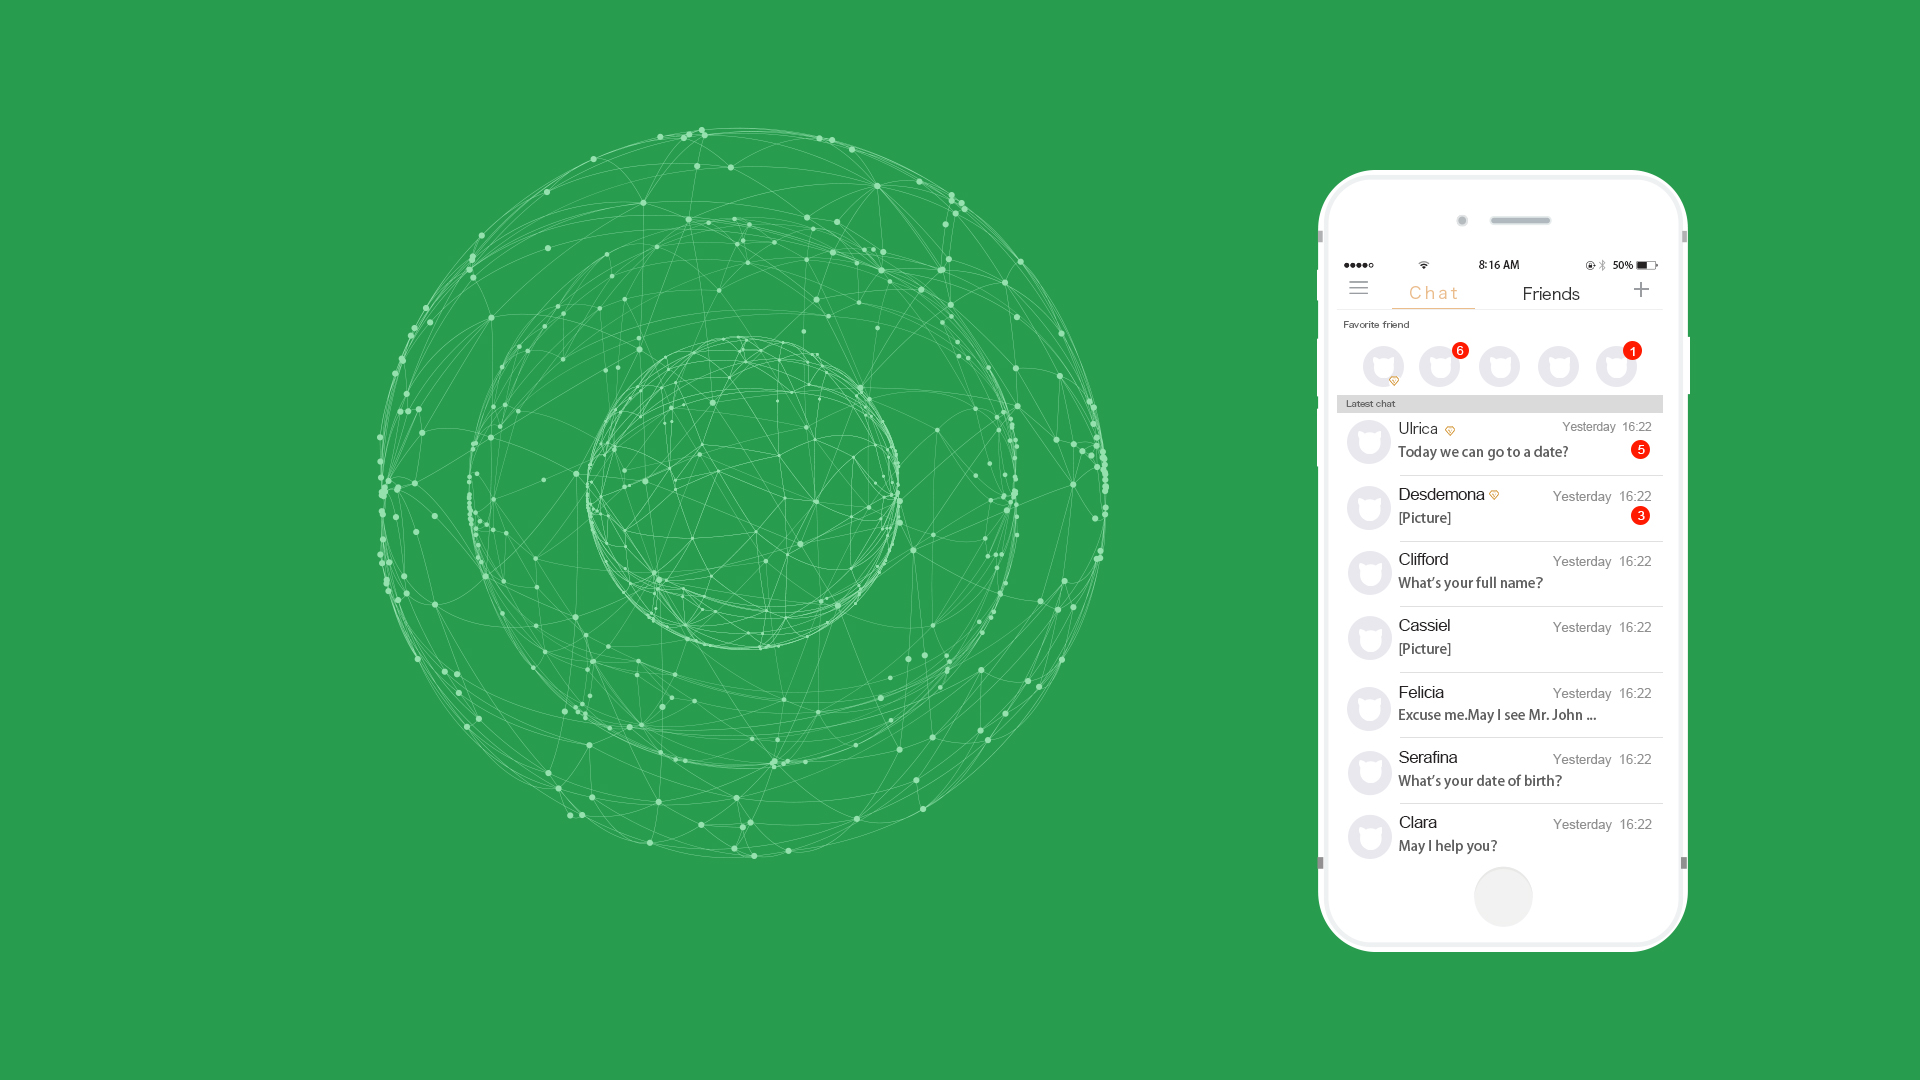 8:16 AM 50%
Chat Friends
Favorite friend
6 1
Latest chat
Ulrica Yesterday 16:22
Today we can go to a date? 5
Desdemona Yesterday 16:22
[Picture] 3
Clifford Yesterday 16:22
What's your full name?
Cassiel Yesterday 16:22
[Picture]
Felicia Yesterday 16:22
Excuse me.May I see Mr. John ...
Serafina Yesterday 16:22
What's your date of birth?
Clara Yesterday 16:22
May I help you?